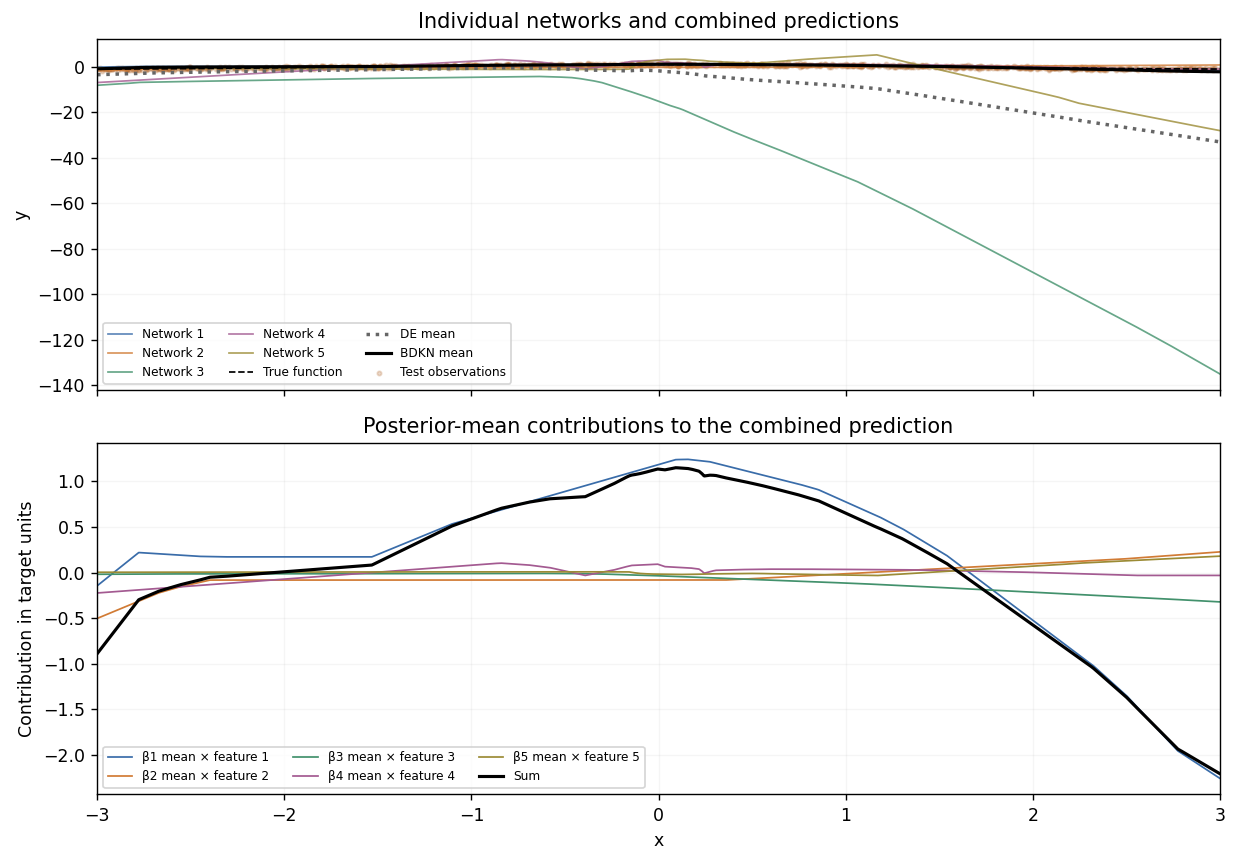 Individual networks and combined predictions
y
0
−20
−40
−60
−80
−100
−120
−140
Network 1
Network 2
Network 3
Network 4
Network 5
True function
DE mean
BDKN mean
Test observations
Posterior-mean contributions to the combined prediction
Contribution in target units
1.0
0.5
0.0
−0.5
−1.0
−1.5
−2.0
β1 mean × feature 1
β2 mean × feature 2
β3 mean × feature 3
β4 mean × feature 4
β5 mean × feature 5
Sum
−3
−2
−1
0
1
2
3
x